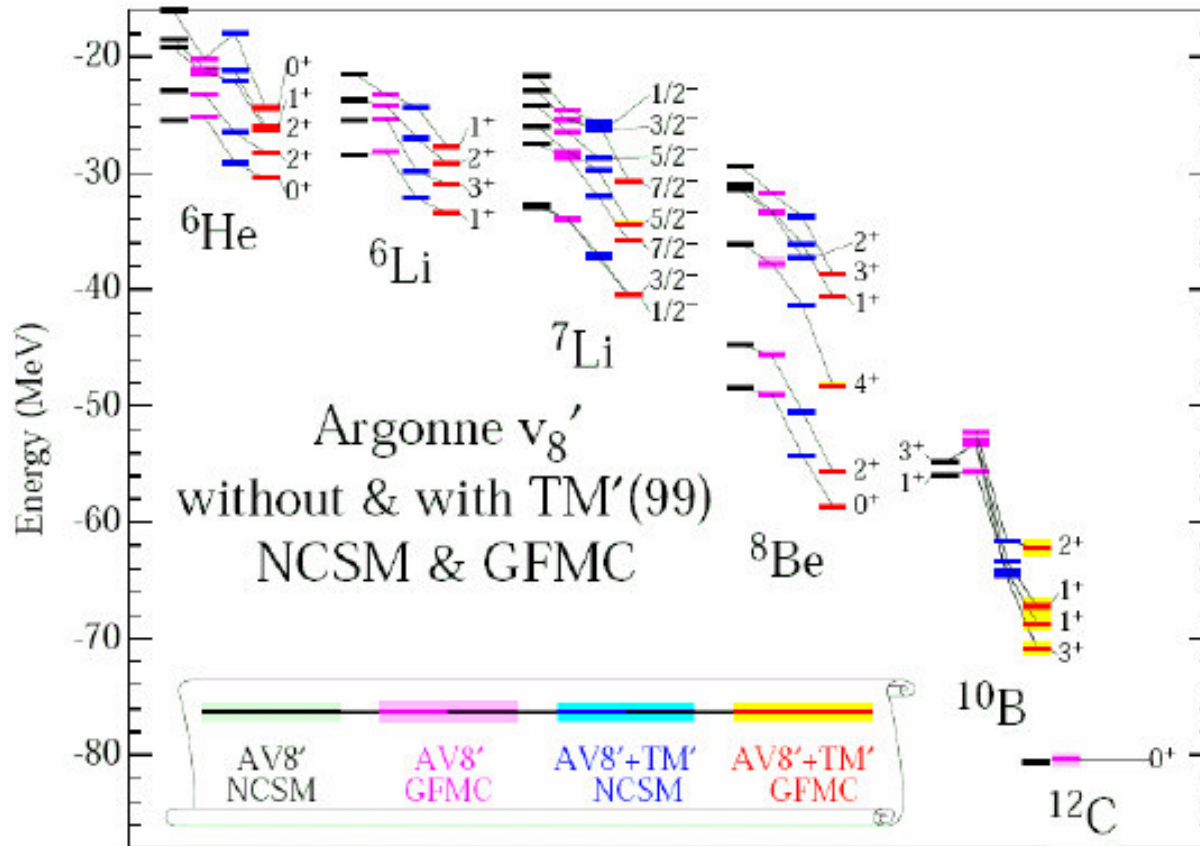 Energy (MeV)
-20
-30
-40
-50
-60
-70
-80
0⁺
1⁺
2⁺
2⁺
0⁺
⁶He
1⁺
2⁺
3⁺
1⁺
⁶Li
1/2⁻
3/2⁻
5/2⁻
7/2⁻
5/2⁻
7/2⁻
3/2⁻
1/2⁻
⁷Li
2⁺
3⁺
1⁺
4⁺
2⁺
0⁺
⁸Be
3⁺
1⁺
2⁺
1⁺
1⁺
3⁺
¹⁰B
0⁺
¹²C
Argonne v₈′
without & with TM′(99)
NCSM & GFMC
AV8′
NCSM
AV8′
GFMC
AV8′+TM′
NCSM
AV8′+TM′
GFMC